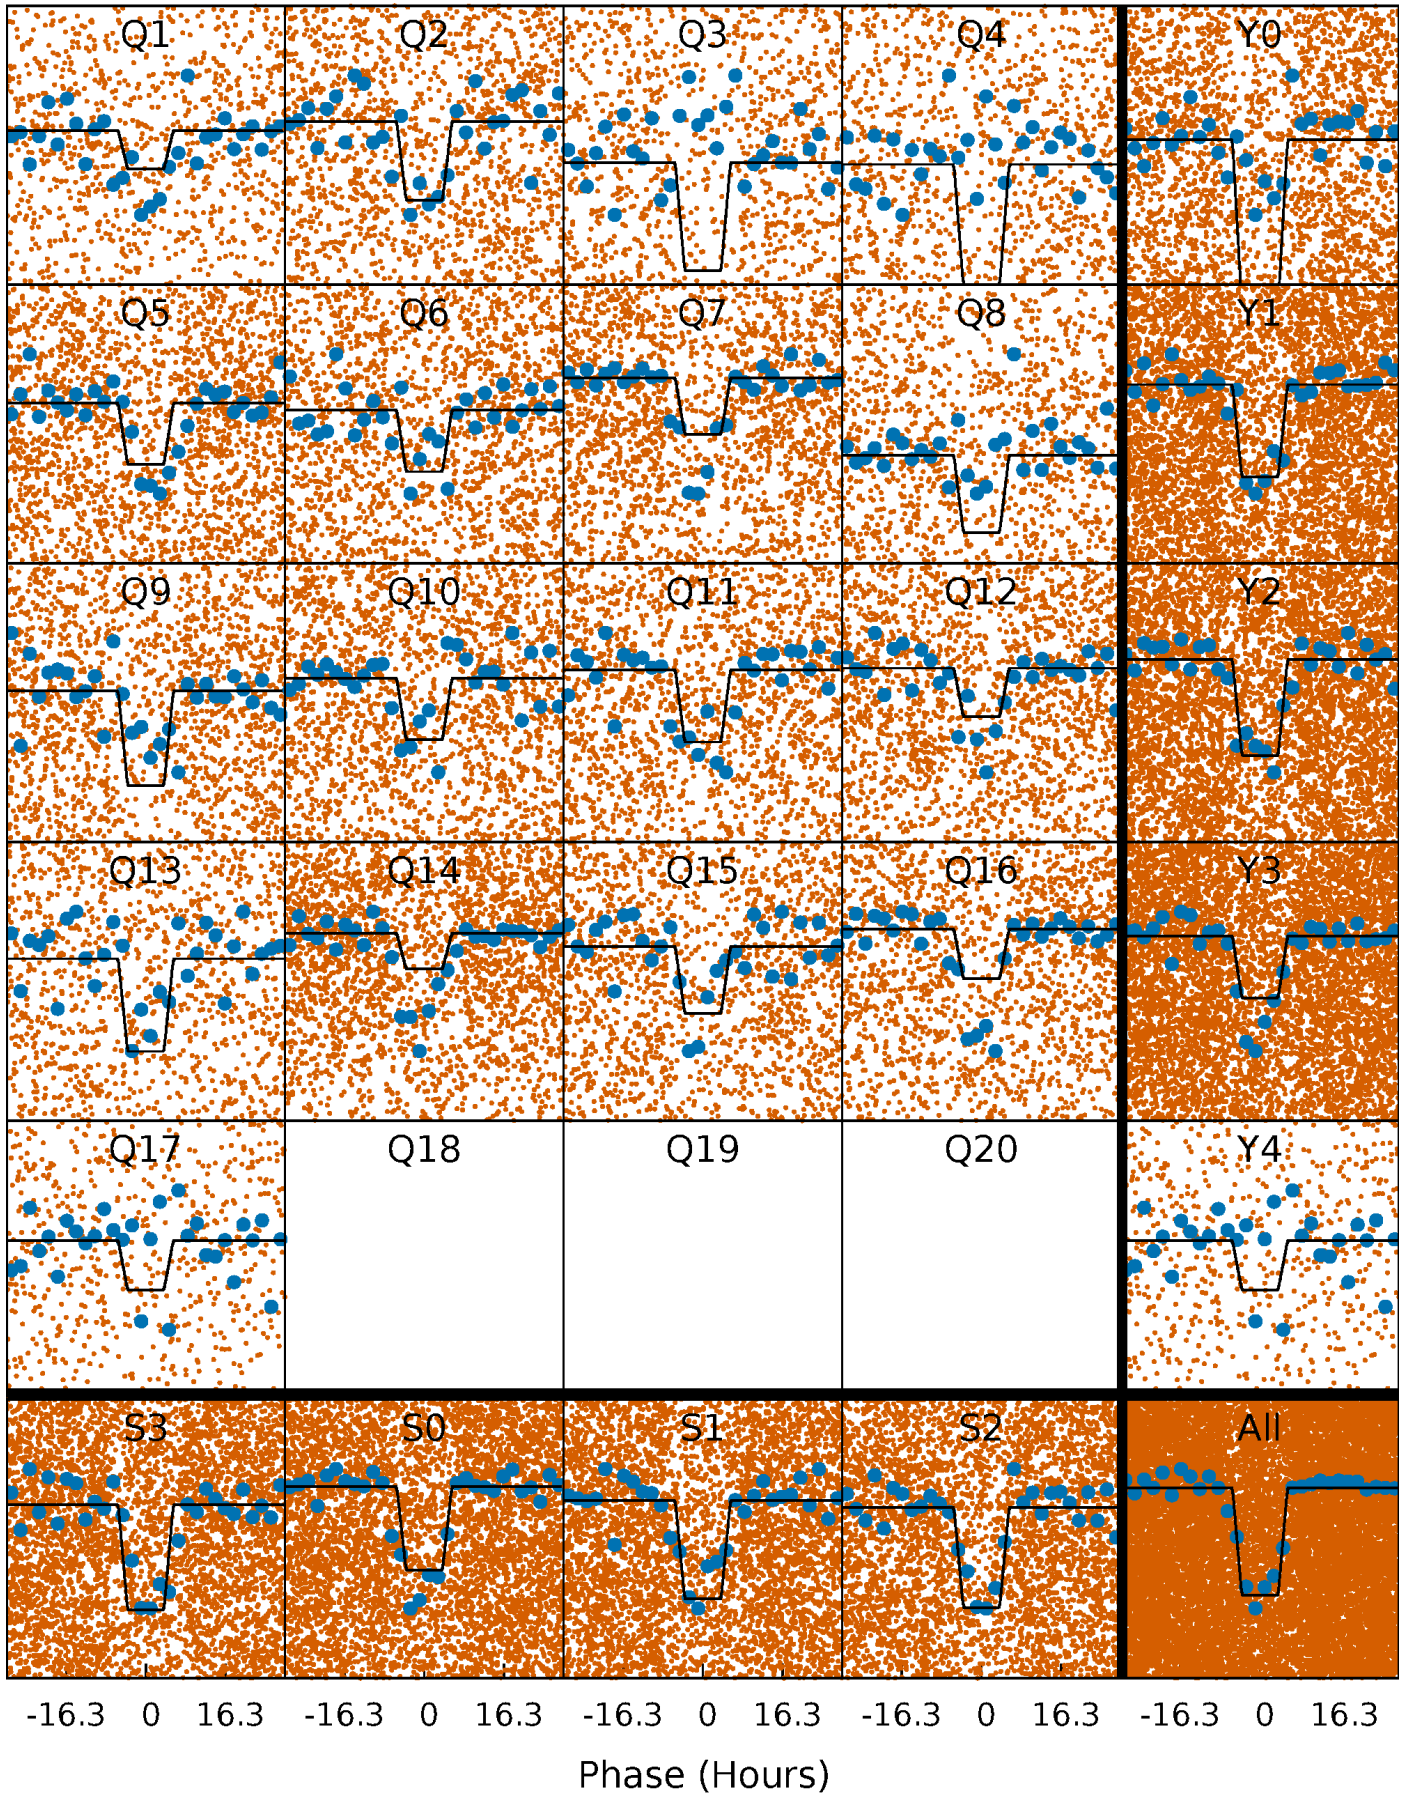 Q1 Q2 Q3 Q4 Y0
Q5 Q6 Q7 Q8 Y1
Q9 Q10 Q11 Q12 Y2
Q13 Q14 Q15 Q16 Y3
Q17 Q18 Q19 Q20 Y4
S3 S0 S1 S2 All
-16.3 0 16.3 -16.3 0 16.3 -16.3 0 16.3 -16.3 0 16.3 -16.3 0 16.3
Phase (Hours)